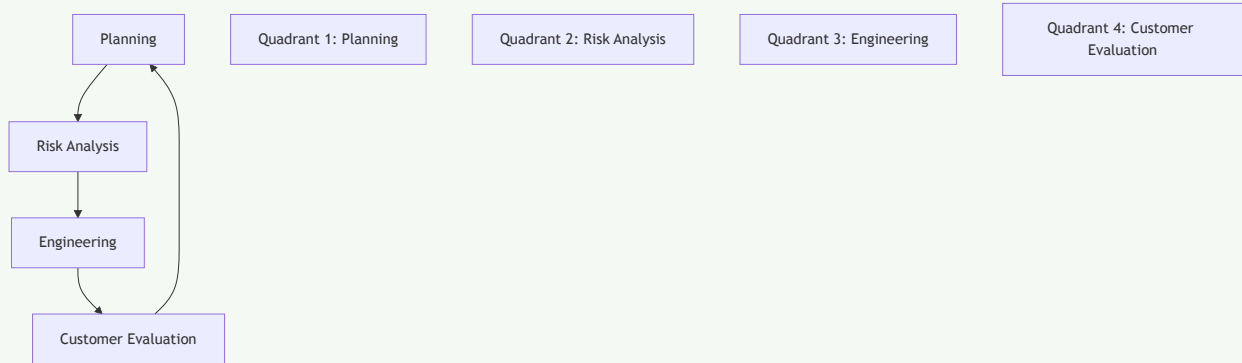 Planning
Quadrant 1: Planning
Quadrant 2: Risk Analysis
Quadrant 3: Engineering
Quadrant 4: Customer
Evaluation
Risk Analysis
Engineering
Customer Evaluation